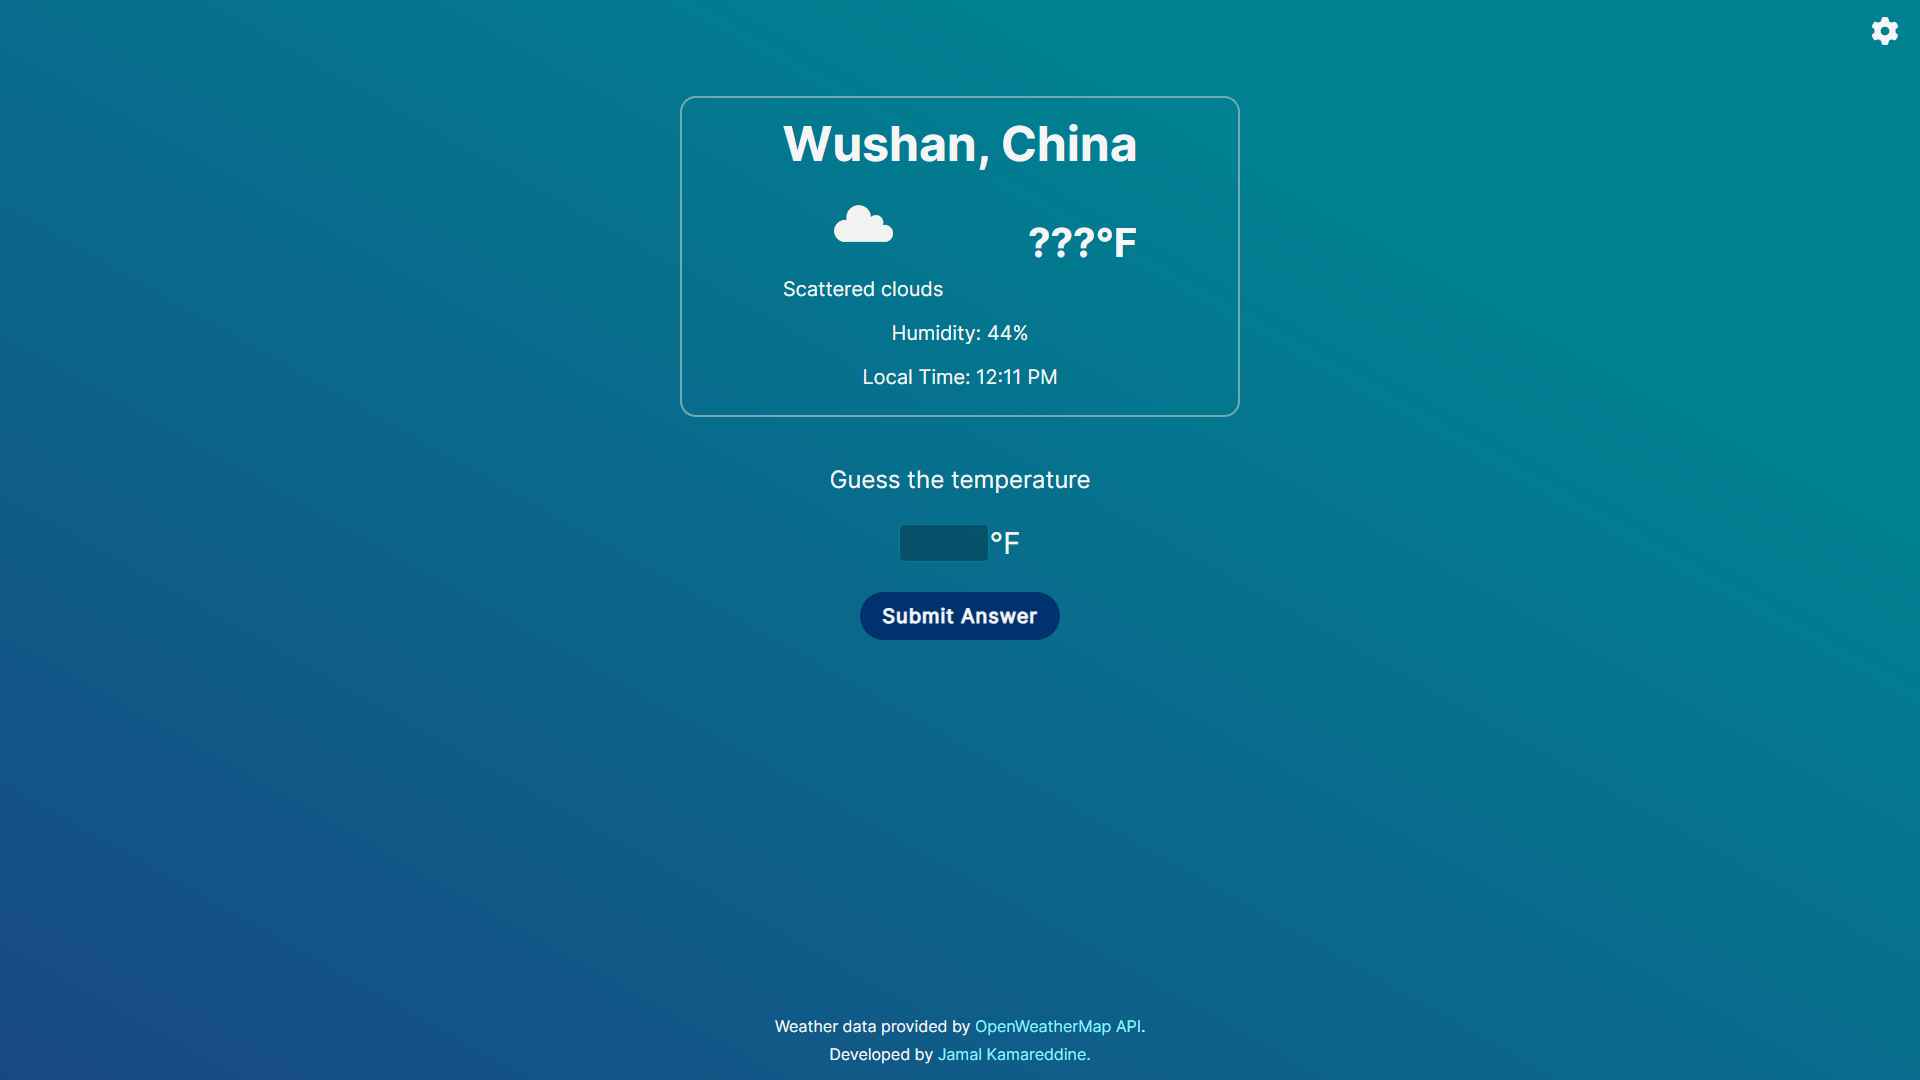 Wushan, China
???°F
Scattered clouds
Humidity: 44%
Local Time: 12:11 PM
Guess the temperature
°F
Submit Answer
Weather data provided by OpenWeatherMap API.
Developed by Jamal Kamareddine.